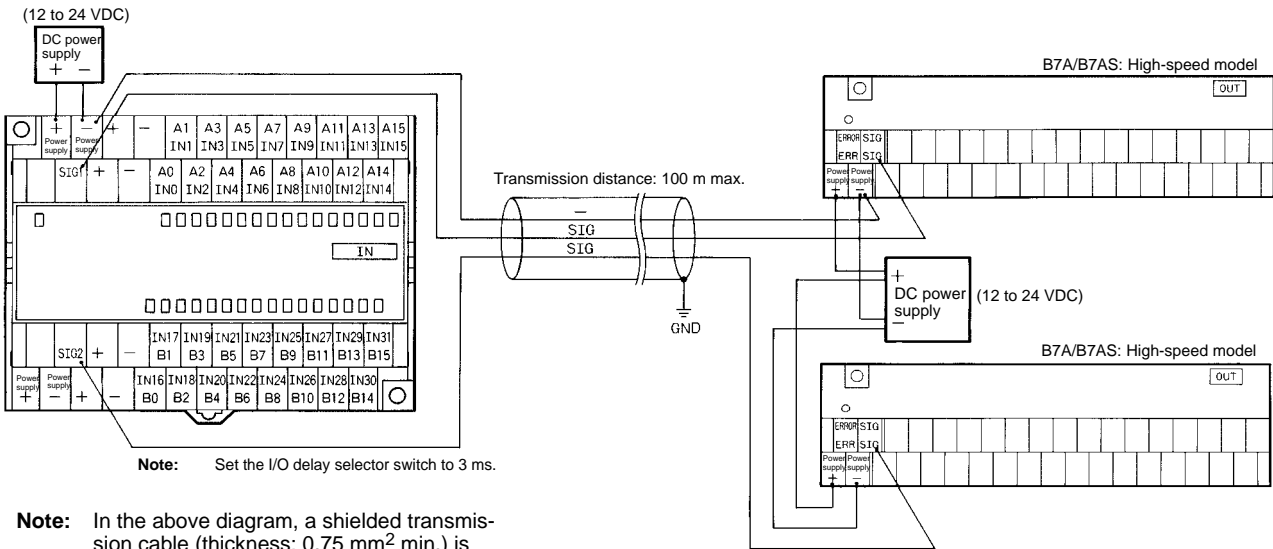 (12 to 24 VDC)
DC power
supply
+ −
B7A/B7AS: High-speed model
OUT
+ − + − A1 A3 A5 A7 A9 A11 A13 A15
Power supply Power supply IN1 IN3 IN5 IN7 IN9 IN11 IN13 IN15
SIG1 + − A0 A2 A4 A6 A8 A10 A12 A14
IN0 IN2 IN4 IN6 IN8 IN10 IN12 IN14
ERROR SIG
ERR SIG
Power supply Power supply
+ −
Transmission distance: 100 m max.
−
SIG
SIG
IN
GND
+
DC power
supply
−
(12 to 24 VDC)
IN17 IN19 IN21 IN23 IN25 IN27 IN29 IN31
SIG2 + − B1 B3 B5 B7 B9 B11 B13 B15
Power supply Power supply IN16 IN18 IN20 IN22 IN24 IN26 IN28 IN30
+ − + − B0 B2 B4 B6 B8 B10 B12 B14
B7A/B7AS: High-speed model
OUT
ERROR SIG
ERR SIG
Power supply Power supply
+ −
Note: Set the I/O delay selector switch to 3 ms.
Note: In the above diagram, a shielded transmis-
sion cable (thickness: 0.75 mm2 min.) is